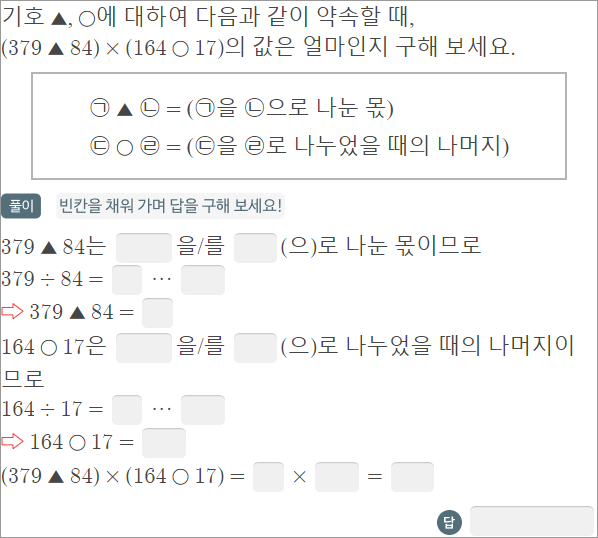 기호 ▲, ○에 대하여 다음과 같이 약속할 때,
(379 ▲ 84) × (164 ○ 17)의 값은 얼마인지 구해 보세요.
㉠ ▲ ㉡ = (㉠을 ㉡으로 나눈 몫)
㉢ ○ ㉣ = (㉢을 ㉣로 나누었을 때의 나머지)
풀이 빈칸을 채워 가며 답을 구해 보세요!
379 ▲ 84는 을/를 (으)로 나눈 몫이므로
379 ÷ 84 = ⋯
⇨ 379 ▲ 84 =
164 ○ 17은 을/를 (으)로 나누었을 때의 나머지이
므로
164 ÷ 17 = ⋯
⇨ 164 ○ 17 =
(379 ▲ 84) × (164 ○ 17) = × =
답